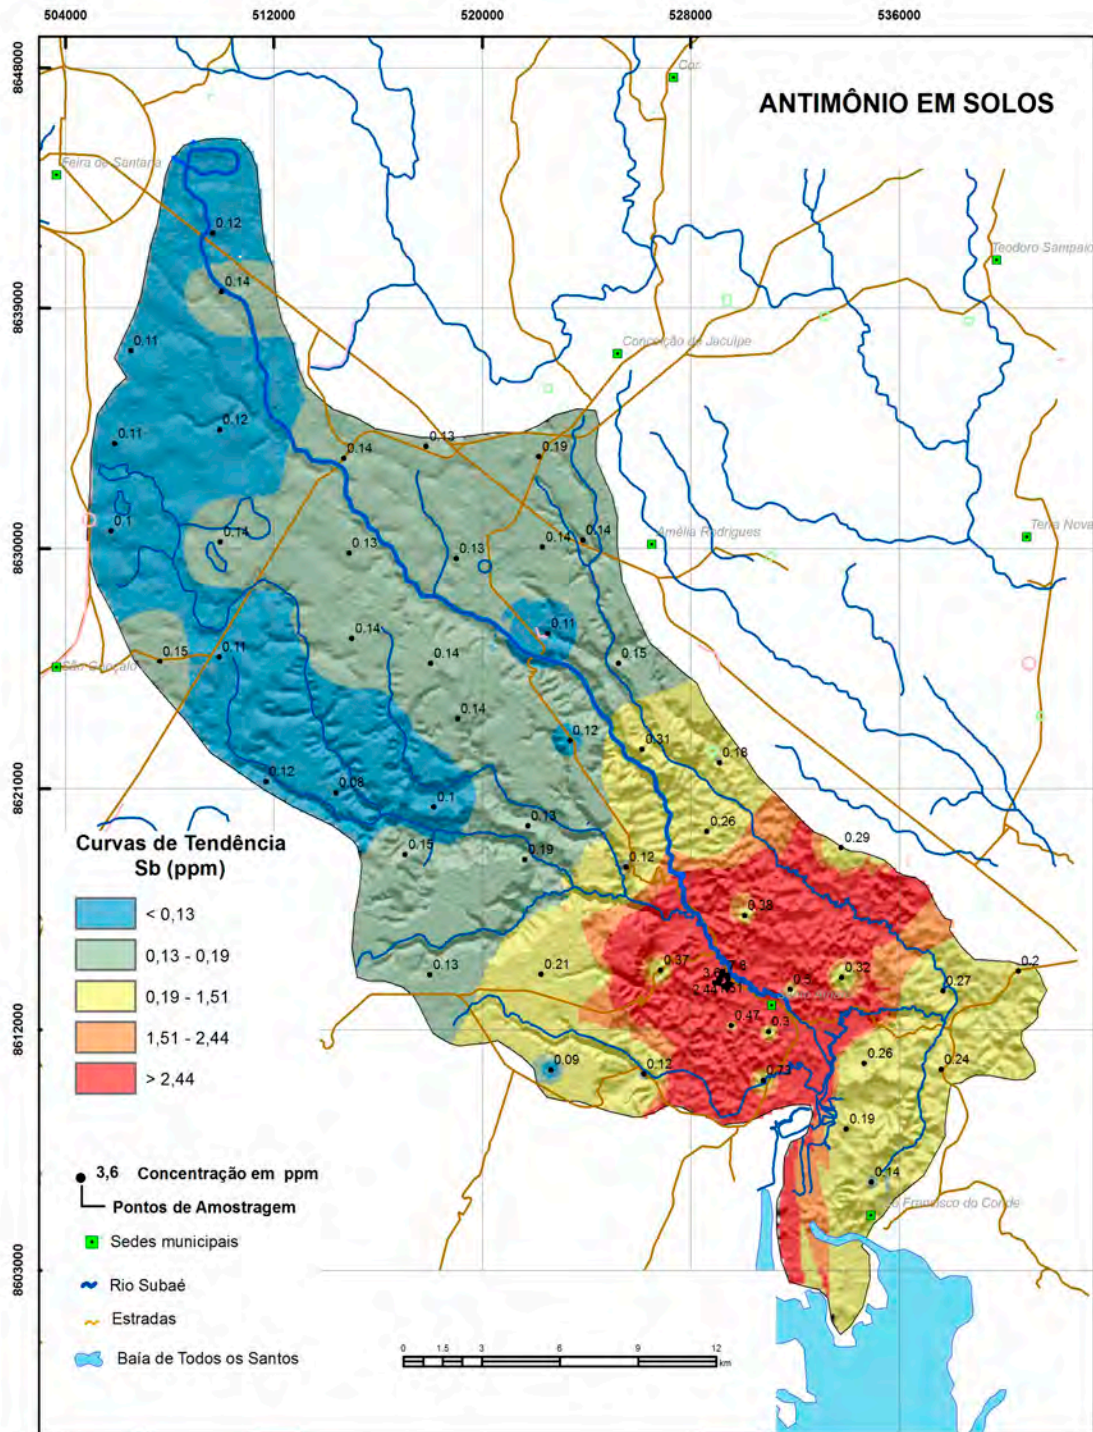 504000 512000 520000 528000 536000
8648000
Cor.
ANTIMÔNIO EM SOLOS
Feira de Santana
0.12
Teodoro Sampaio
0.14
8639000
0,11
Conceição do Jacuípe
0.12
0.11
0.14
0.13
0.19
0.1
0.14
0.13
0.13
0.14
0.14
Amélia Rodrigues
Terra Nova
8630000
0.11
0.14
0.15
0.11
0.14
0.15
São Gonçalo
0.14
0.12
0.31
0.18
0.12
0.08
0.1
8621000
0.13
0.26
0.29
0.15
0.19
0.12
Curvas de Tendência
Sb (ppm)
< 0,13
0,13 - 0,19
0,19 - 1,51
1,51 - 2,44
> 2,44
0.38
0.13
0.21
0.37
0.32
0.27
0.2
2.44
0.47
0.3
8612000
0.09
0.12
0.73
0.26
0.24
0.19
0.14
Francisco do Conde
3,6 Concentração em ppm
Pontos de Amostragem
Sedes municipais
8603000
Rio Subaé
Estradas
Baía de Todos os Santos
0 1.5 3 6 9 12
km